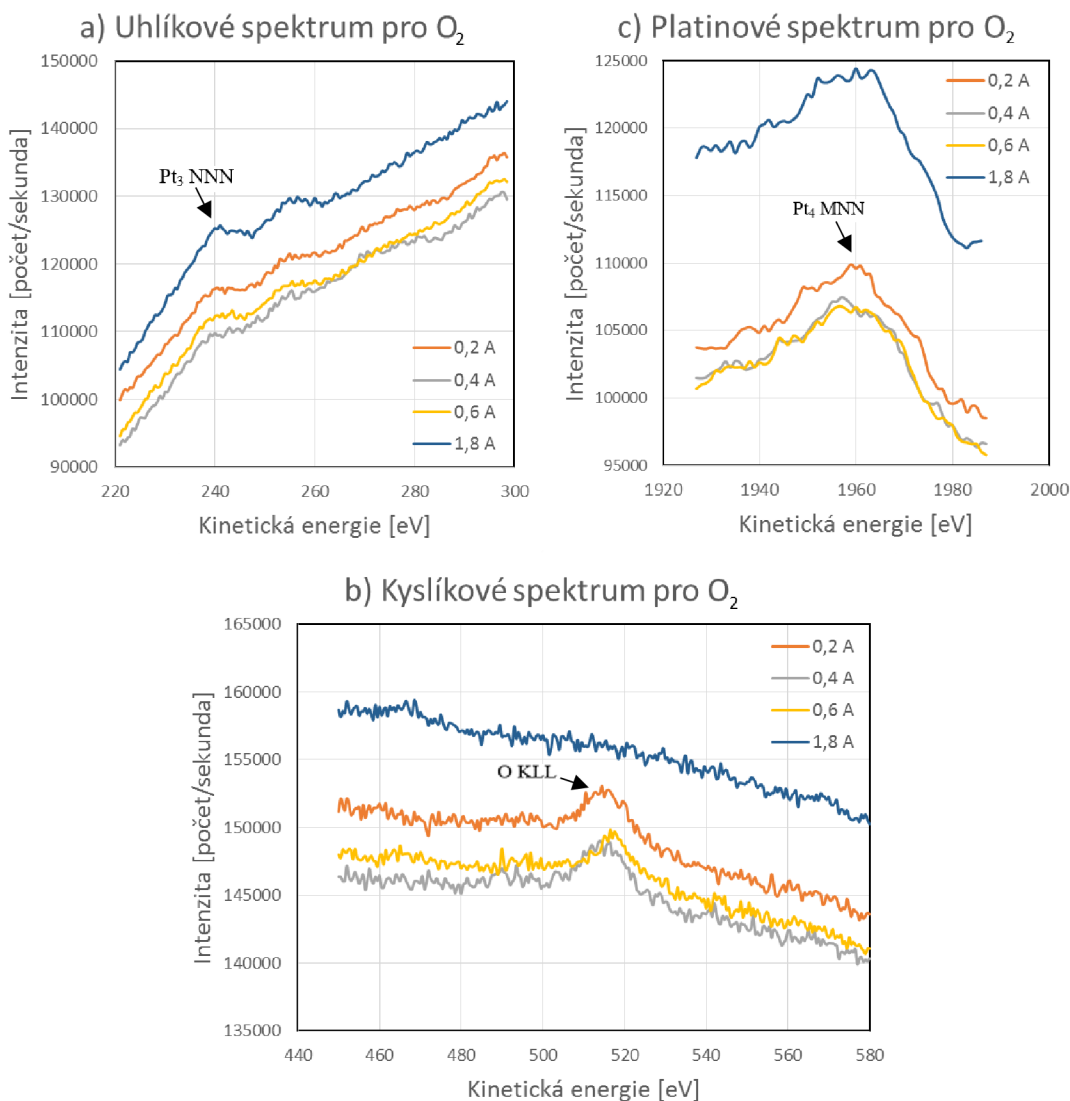 a) Uhlíkové spektrum pro O₂
Intenzita [počet/sekunda]
150000
140000
130000
120000
110000
100000
90000
Pt₃ NNN
0,2 A
0,4 A
0,6 A
1,8 A
220 240 260 280 300
Kinetická energie [eV]
c) Platinové spektrum pro O₂
Intenzita [počet/sekunda]
125000
120000
115000
110000
105000
100000
95000
0,2 A
0,4 A
0,6 A
1,8 A
Pt₄ MNN
1920 1940 1960 1980 2000
Kinetická energie [eV]
b) Kyslíkové spektrum pro O₂
Intenzita [počet/sekunda]
165000
160000
155000
150000
145000
140000
135000
0,2 A
0,4 A
0,6 A
1,8 A
O KLL
440 460 480 500 520 540 560 580
Kinetická energie [eV]